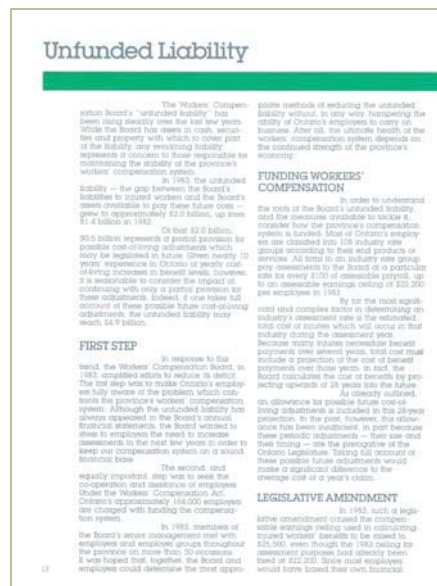 Unfunded Liability
The Workers' Compen-
sation Board's "unfunded liability" has
been rising steadily over the last few years.
While the Board has assets in cash, securi-
ties and property with which to cover part
of the liability, any remaining liability
represents a concern to those responsible for
maintaining the stability of the province's
workers' compensation system.
In 1983, the unfunded
liability — the gap between the Board's
liabilities to injured workers and the Board's
assets available to pay these future costs —
grew to approximately $2.0 billion, up from
$1.4 billion in 1982.
Of that $2.0 billion,
$0.6 billion represents a partial provision for
possible cost-of-living adjustments which
may be legislated in future. Given nearly 10
years' experience in Ontario of yearly cost-
of-living increases in benefit levels, however,
it is reasonable to consider the impact of
continuing with only a partial provision for
these adjustments. Indeed, if one takes full
account of these possible future cost-of-living
adjustments, the unfunded liability may
reach $4.9 billion.
FIRST STEP
In response to this
trend, the Workers' Compensation Board, in
1983, amplified efforts to reduce its deficit.
The first step was to make Ontario's employ-
ers fully aware of the problem which con-
fronts the province's workers' compensation
system. Although the unfunded liability has
always appeared in the Board's annual
financial statements, the Board wanted to
stress to employers the need to increase
assessments in the next few years in order to
keep our compensation system on a sound
financial base.
The second, and
equally important, step was to seek the
co-operation and assistance of employers.
Under the Workers' Compensation Act,
Ontario's approximately 164,000 employers
are charged with funding the compensa-
tion system.
In 1983, members of
the Board's senior management met with
employers and employer groups throughout
the province on more than 50 occasions.
It was hoped that, together, the Board and
employers could determine the most appro-
priate methods of reducing the unfunded
liability without, in any way, hampering the
ability of Ontario's employers to carry on
business. After all, the ultimate health of the
workers' compensation system depends on
the continued strength of the province's
economy.
FUNDING WORKERS'
COMPENSATION
In order to understand
the roots of the Board's unfunded liability,
and the measures available to tackle it,
consider how the province's compensation
system is funded. Most of Ontario's employ-
ers are classified into 108 industry rate
groups according to their end products or
services. All firms in an industry rate group
pay assessments to the Board at a particular
rate for every $100 of assessable payroll, up
to an assessable earnings ceiling of $22,200
per employee in 1983.
By far the most signifi-
cant and complex factor in determining an
industry's assessment rate is the estimated
total cost of injuries which will occur in that
industry during the assessment year.
Because many injuries necessitate benefit
payments over several years, total cost must
include a projection of the cost of benefit
payments over those years. In fact, the
Board calculates the cost of benefits by pro-
jecting upwards of 28 years into the future.
As already outlined,
an allowance for possible future cost-of-
living adjustments is included in this 28-year
projection. In the past, however, this allow-
ance has been insufficient, in part because
these periodic adjustments — their size and
their timing — are the prerogative of the
Ontario Legislature. Taking full account of
these possible future adjustments would
make a significant difference to the
average cost of a year's claim.
LEGISLATIVE AMENDMENT
In 1983, such a legis-
lative amendment caused the compen-
sable earnings ceiling used in calculating
injured workers' benefits to be raised to
$25,500, even though the 1983 ceiling for
assessment purposes had already been
fixed at $22,200. Since most employers
would have based their own financial